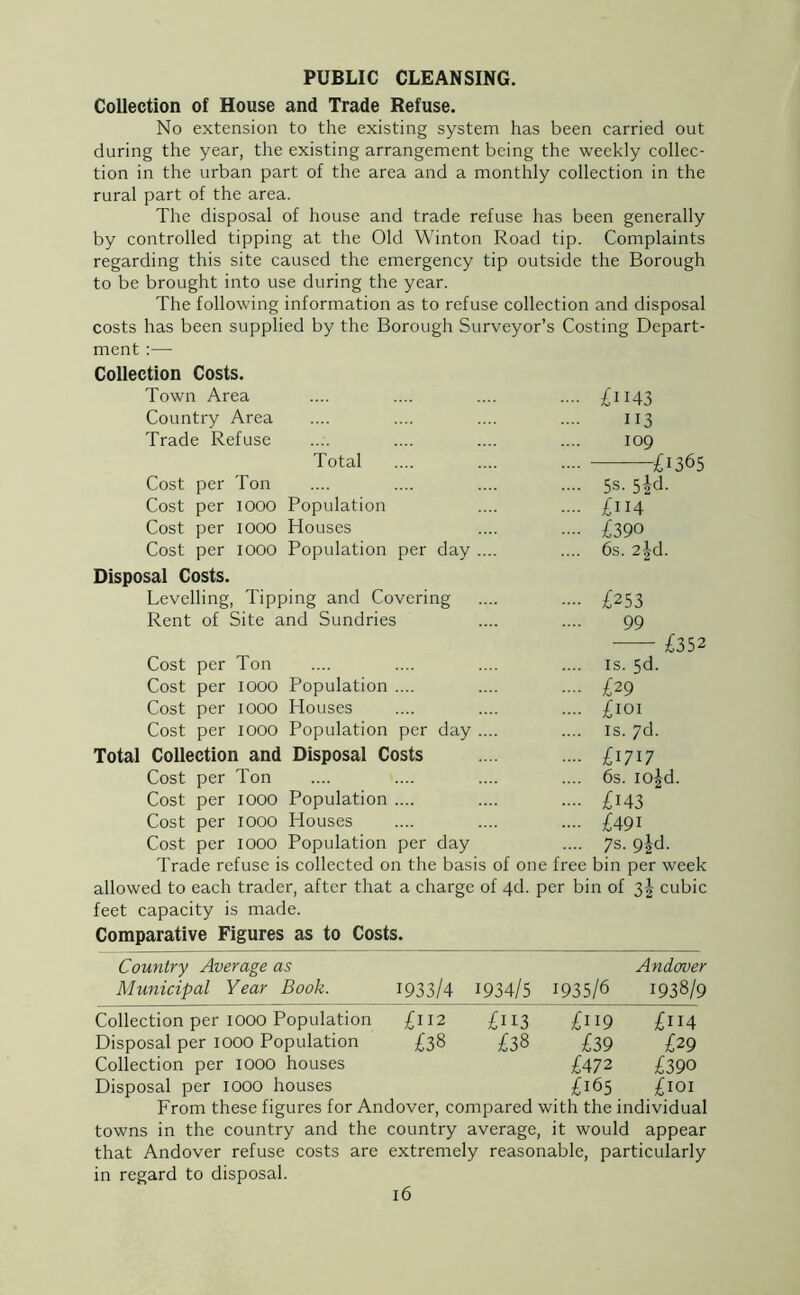 PUBLIC CLEANSING.
Collection of House and Trade Refuse.
No extension to the existing system has been carried out
during the year, the existing arrangement being the weekly collec-
tion in the urban part of the area and a monthly collection in the
rural part of the area.
The disposal of house and trade refuse has been generally
by controlled tipping at the Old Winton Road tip. Complaints
regarding this site caused the emergency tip outside the Borough
to be brought into use during the year.
The following information as to refuse collection and disposal
costs has been supplied by the Borough Surveyor's Costing Depart-
ment :—
Collection Costs.
Town Area .... .... .... .... £1143
Country Area .... .... .... .... 113
Trade Refuse .... .... .... .... 109
Total .... .... .... £1365
Cost per Ton .... .... .... .... 5s. 5½d.
Cost per 1000 Population .... .... £114
Cost per 1000 Houses .... .... £390
Cost per 1000 Population per day .... .... 6s. 2½d.
Disposal Costs.
Levelling, Tipping and Covering .... .... £253
Rent of Site and Sundries .... .... 99
£352
Cost per Ton .... .... .... .... 1s. 5d.
Cost per 1000 Population .... .... .... £29
Cost per 1000 Houses .... .... .... £101
Cost per 1000 Population per day .... .... 1s. 7d.
Total Collection and Disposal Costs .... .... £1717
Cost per Ton .... .... .... .... 6s. 10½d.
Cost per 1000 Population .... .... .... £143
Cost per 1000 Houses .... .... .... £491
Cost per 1000 Population per day .... 7s. 9½d.
Trade refuse is collected on the basis of one free bin per week
allowed to each trader, after that a charge of 4d. per bin of 3½ cubic
feet capacity is made.
Comparative Figures as to Costs.
Country Average as Andover
Municipal Year Book. 1933/4 1934/5 1935/6 1938/9
Collection per 1000 Population £112 £113 £119 £114
Disposal per 1000 Population £38 £38 £39 £29
Collection per 1000 houses £472 £390
Disposal per 1000 houses £165 £101
From these figures for Andover, compared with the individual
towns in the country and the country average, it would appear
that Andover refuse costs are extremely reasonable, particularly
in regard to disposal.
16